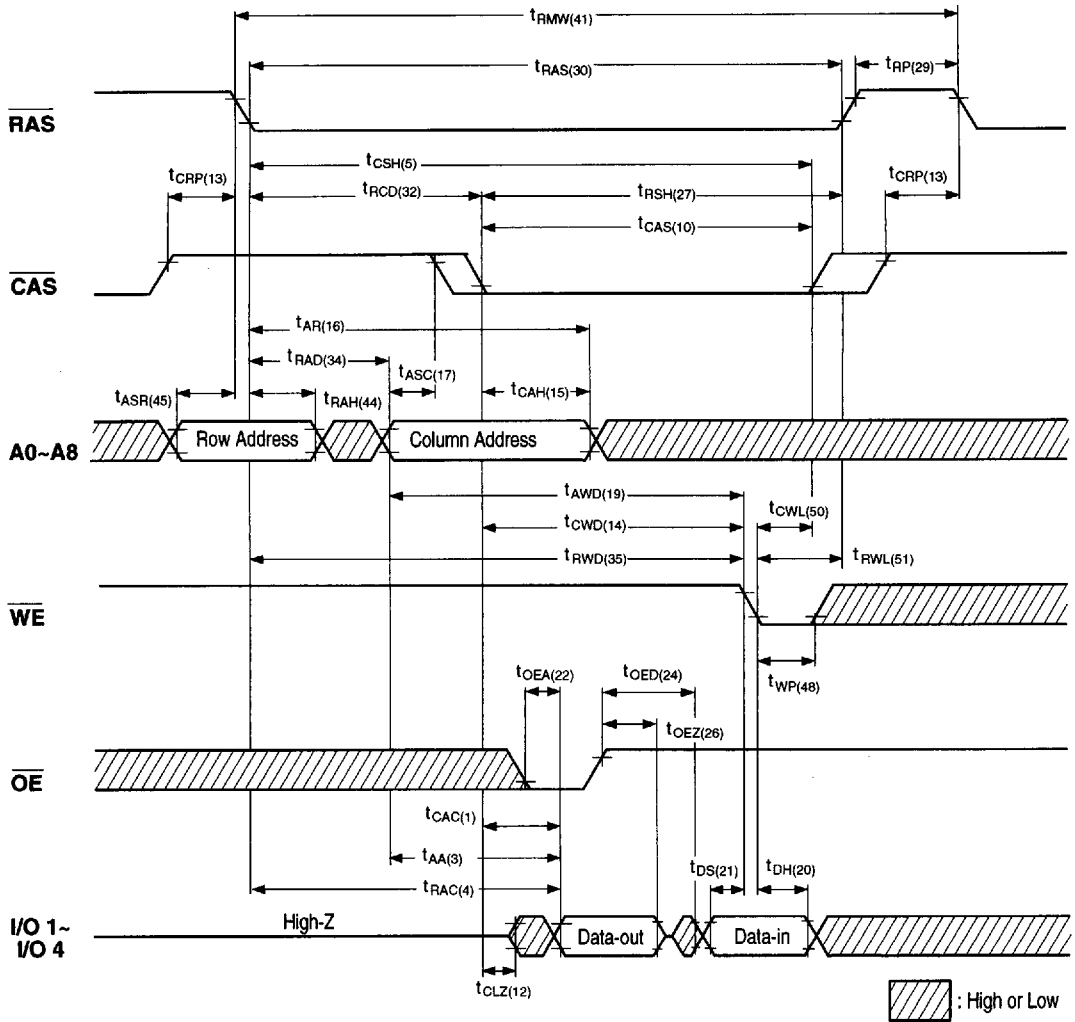 tRMW(41)
tRAS(30)
tRP(29)
RAS
tCSH(5)
tCRP(13)
tRCD(32)
tRSH(27)
tCRP(13)
tCAS(10)
CAS
tAR(16)
tRAD(34)
tASC(17)
tASR(45)
tRAH(44)
tCAH(15)
A0~A8
Row Address
Column Address
tAWD(19)
tCWL(50)
tCWD(14)
tRWD(35)
tRWL(51)
WE
tOEA(22)
tOED(24)
tWP(48)
tOEZ(26)
OE
tCAC(1)
tAA(3)
tDS(21)
tDH(20)
tRAC(4)
I/O 1~
I/O 4
High-Z
Data-out
Data-in
tCLZ(12)
: High or Low